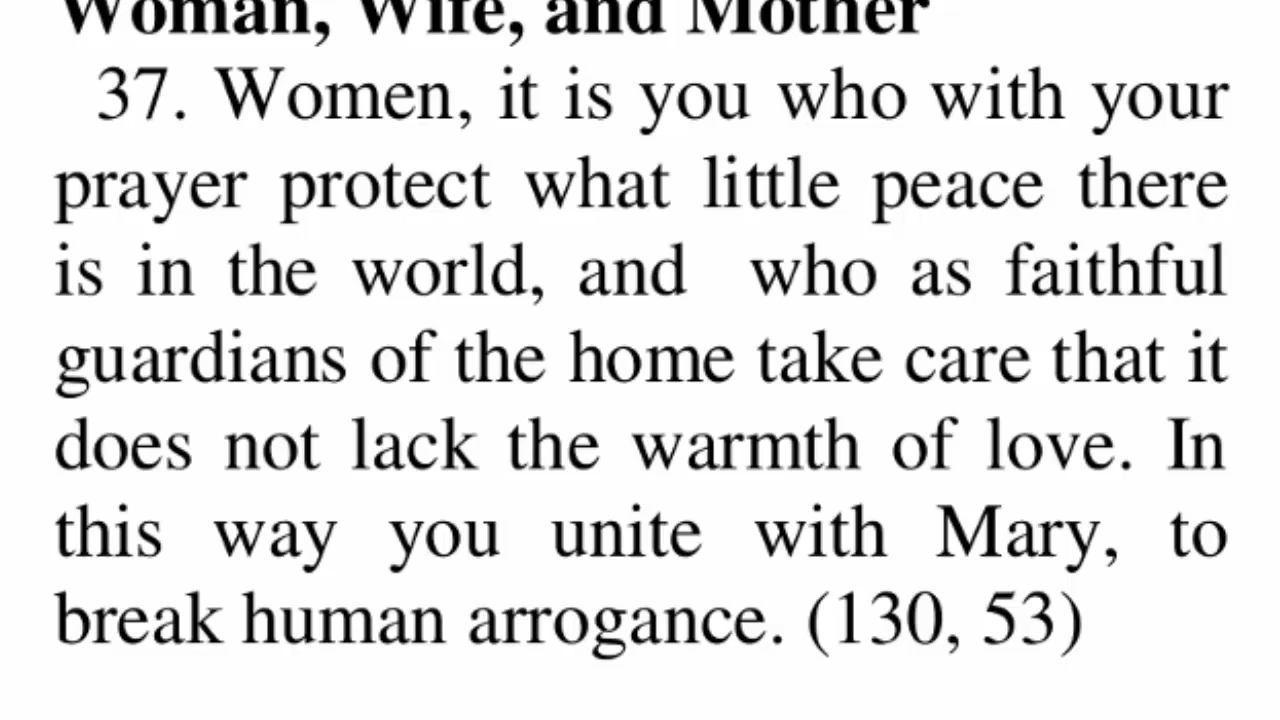 Woman, Wife, and Mother
37. Women, it is you who with your
prayer protect what little peace there
is in the world, and who as faithful
guardians of the home take care that it
does not lack the warmth of love. In
this way you unite with Mary, to
break human arrogance. (130, 53)